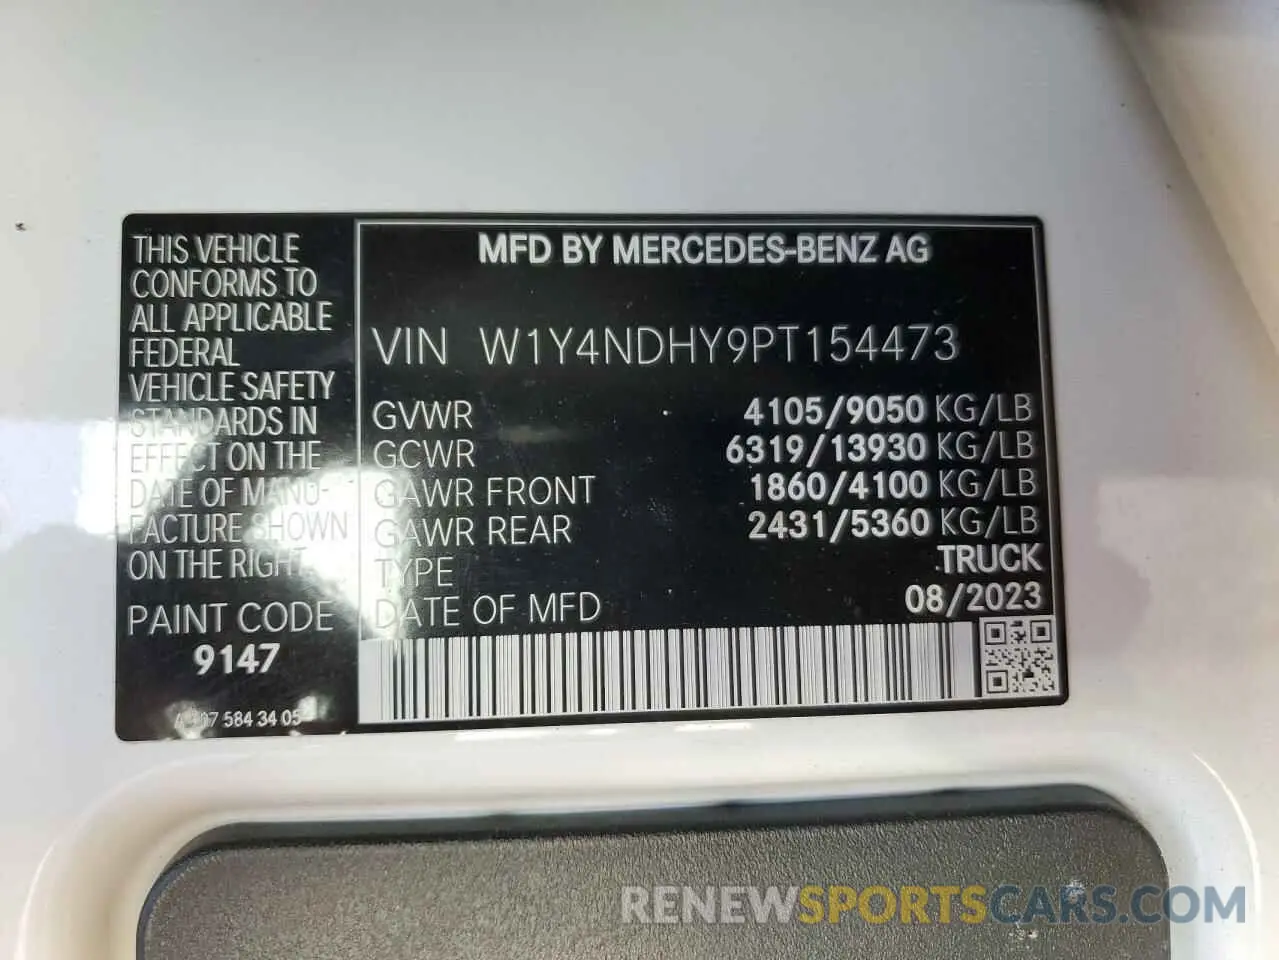 THIS VEHICLE
CONFORMS TO
ALL APPLICABLE
FEDERAL
VEHICLE SAFETY
STANDARDS IN
EFFECT ON THE
DATE OF MANU-
FACTURE SHOWN
ON THE RIGHT
PAINT CODE
9147
584 34 05
MFD BY MERCEDES-BENZ AG
VIN W1Y4NDHY9PT154473
GVWR 4105/9050 KG/LB
GCWR 6319/13930 KG/LB
GAWR FRONT 1860/4100 KG/LB
GAWR REAR 2431/5360 KG/LB
TYPE TRUCK
DATE OF MFD 08/2023
RENEWSPORTSCARS.COM